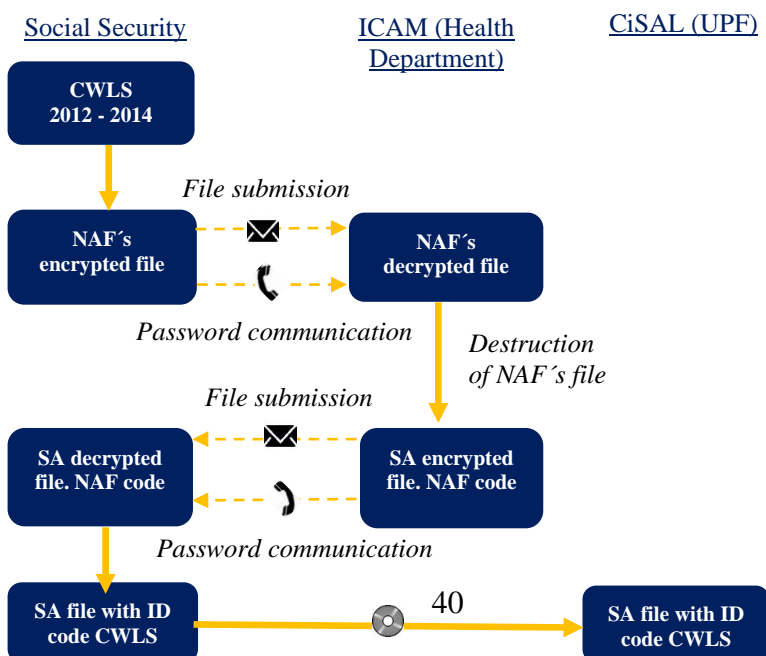 Social Security
ICAM (Health
Department)
CiSAL (UPF)
CWLS
2012 - 2014
File submission
NAF´s
encrypted file
NAF´s
decrypted file
Password communication
Destruction
of NAF´s file
File submission
SA decrypted
file. NAF code
SA encrypted
file. NAF code
Password communication
SA file with ID
code CWLS
40
SA file with ID
code CWLS